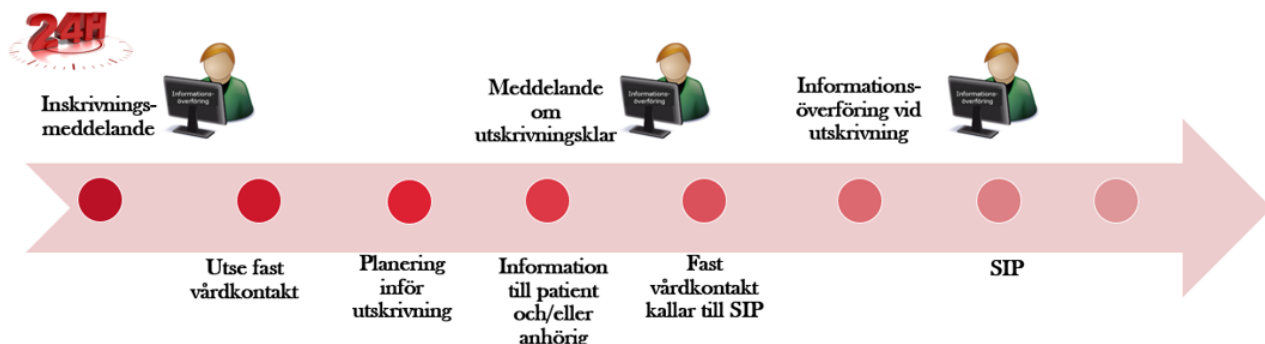 24H
Inskrivnings-
meddelande
Informations-
överföring
Meddelande
om
utskrivningsklar
Informations-
överföring
Informations-
överföring vid
utskrivning
Informations-
överföring
Utse fast
vårdkontakt
Planering
inför
utskrivning
Information
till patient
och/eller
anhörig
Fast
vårdkontakt
kallar till SIP
SIP